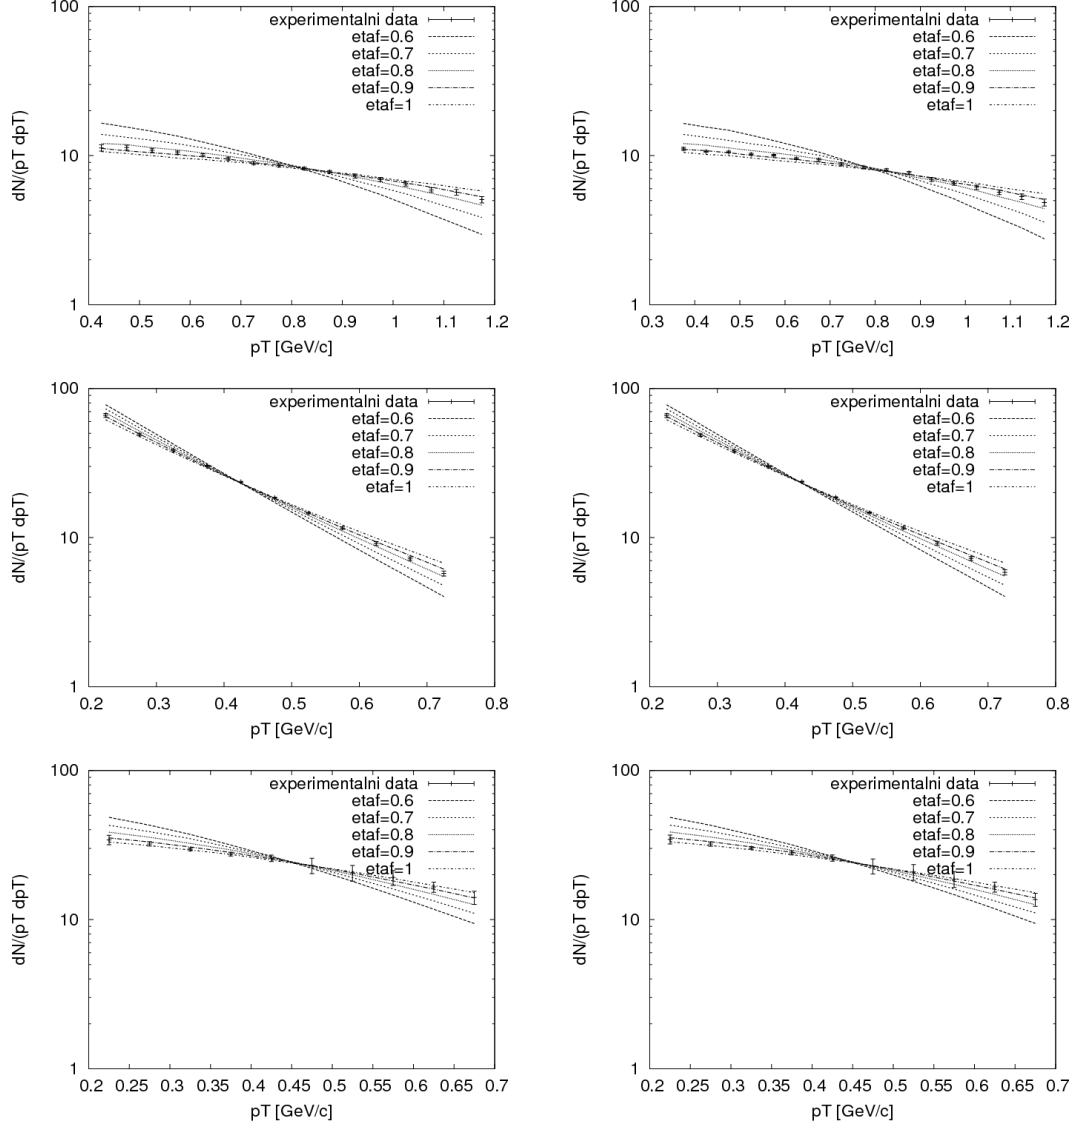 100
10
1
dN/(pT dpT)
experimentalni data
etaf=0.6
etaf=0.7
etaf=0.8
etaf=0.9
etaf=1
0.4 0.5 0.6 0.7 0.8 0.9 1 1.1 1.2
pT [GeV/c]
100
10
1
dN/(pT dpT)
experimentalni data
etaf=0.6
etaf=0.7
etaf=0.8
etaf=0.9
etaf=1
0.3 0.4 0.5 0.6 0.7 0.8 0.9 1 1.1 1.2
pT [GeV/c]
100
10
1
dN/(pT dpT)
experimentalni data
etaf=0.6
etaf=0.7
etaf=0.8
etaf=0.9
etaf=1
0.2 0.3 0.4 0.5 0.6 0.7 0.8
pT [GeV/c]
100
10
1
dN/(pT dpT)
experimentalni data
etaf=0.6
etaf=0.7
etaf=0.8
etaf=0.9
etaf=1
0.2 0.3 0.4 0.5 0.6 0.7 0.8
pT [GeV/c]
100
10
1
dN/(pT dpT)
experimentalni data
etaf=0.6
etaf=0.7
etaf=0.8
etaf=0.9
etaf=1
0.2 0.25 0.3 0.35 0.4 0.45 0.5 0.55 0.6 0.65 0.7
pT [GeV/c]
100
10
1
dN/(pT dpT)
experimentalni data
etaf=0.6
etaf=0.7
etaf=0.8
etaf=0.9
etaf=1
0.2 0.25 0.3 0.35 0.4 0.45 0.5 0.55 0.6 0.65 0.7
pT [GeV/c]